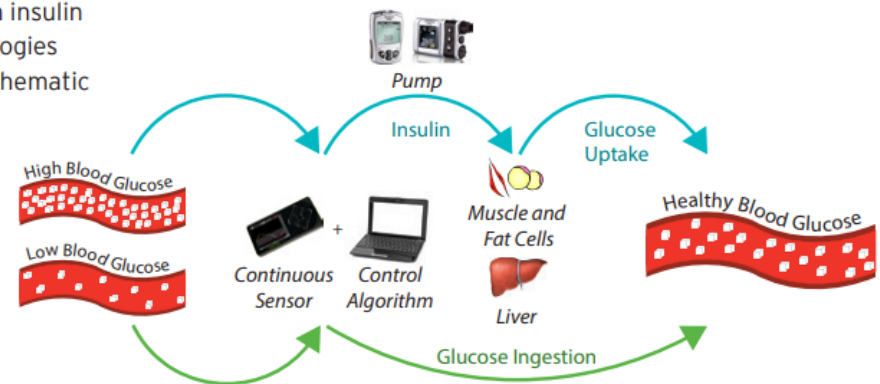 insulin
ogies
hematic
Pump
Insulin
Glucose
Uptake
High Blood Glucose
Low Blood Glucose
+
Continuous
Sensor
Control
Algorithm
Muscle and
Fat Cells
Liver
Healthy Blood Glucose
Glucose Ingestion